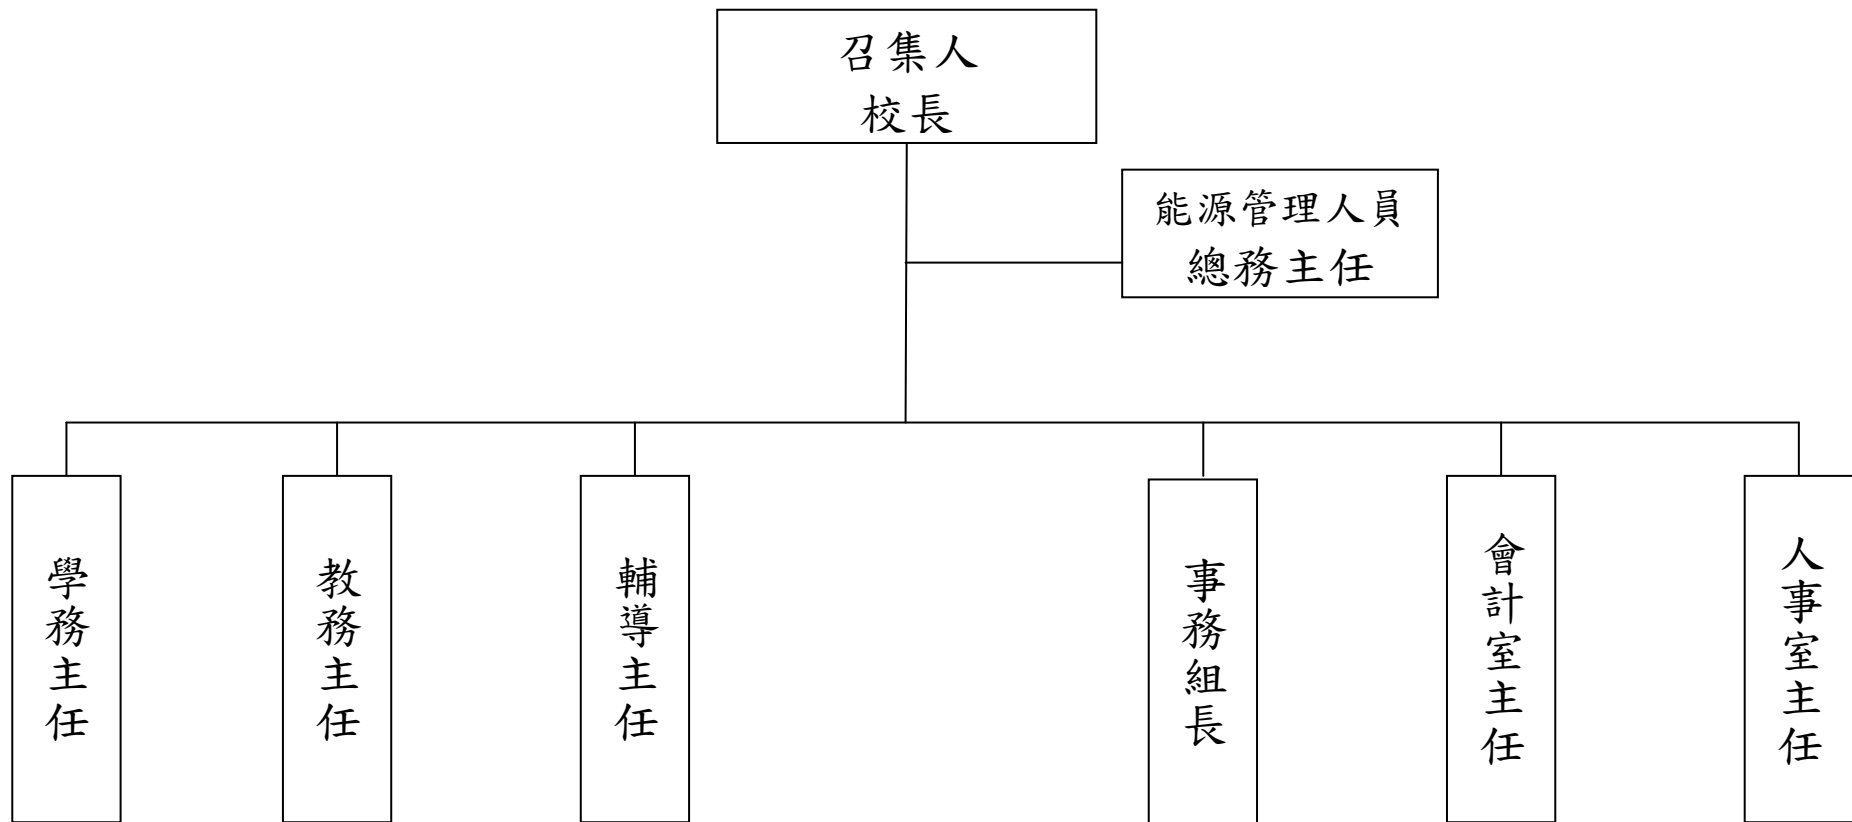 召集人
校長
能源管理人員
總務主任
學務主任
教務主任
輔導主任
事務組長
會計室主任
人事室主任